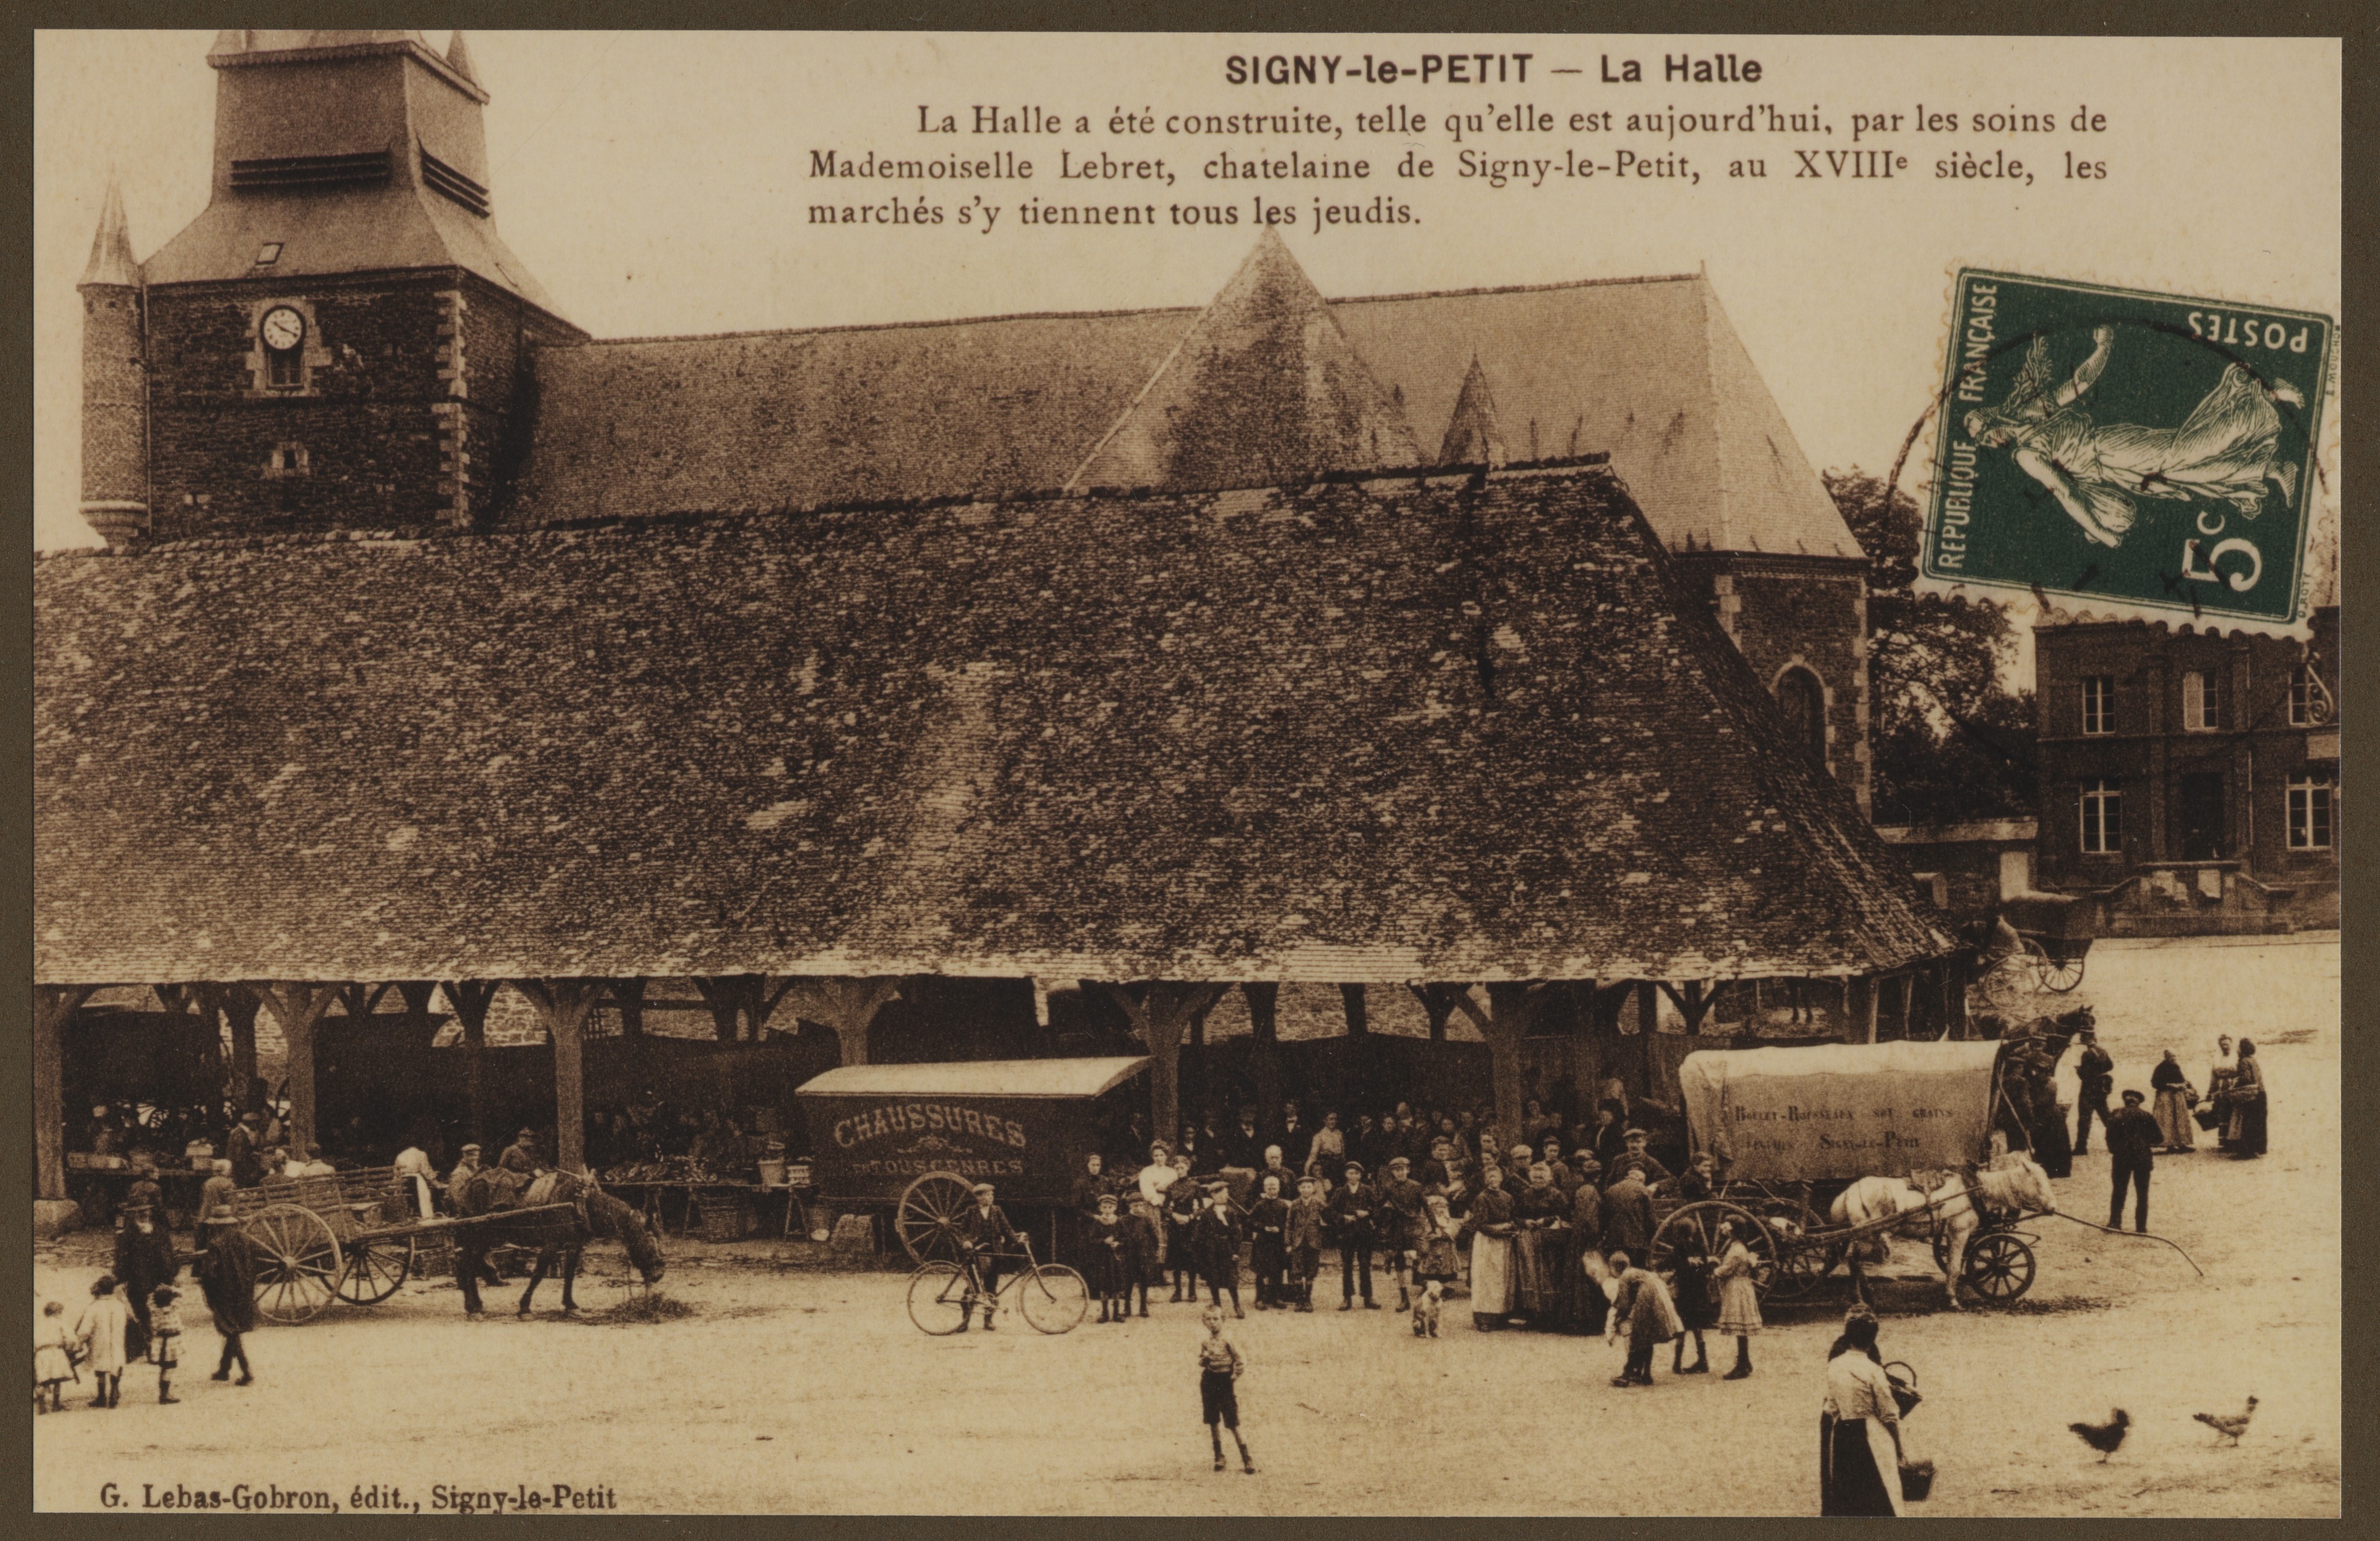 SIGNY-le-PETIT — La Halle
La Halle a été construite, telle qu'elle est aujourd'hui, par les soins de
Mademoiselle Lebret, chatelaine de Signy-le-Petit, au XVIIIe siècle, les
marchés s'y tiennent tous les jeudis.
REPUBLIQUE FRANÇAISE
POSTES
5c
CHAUSSURES
EN TOUS GENRES
SIGNY-LE-PETIT
G. Lebas-Gobron, édit., Signy-le-Petit